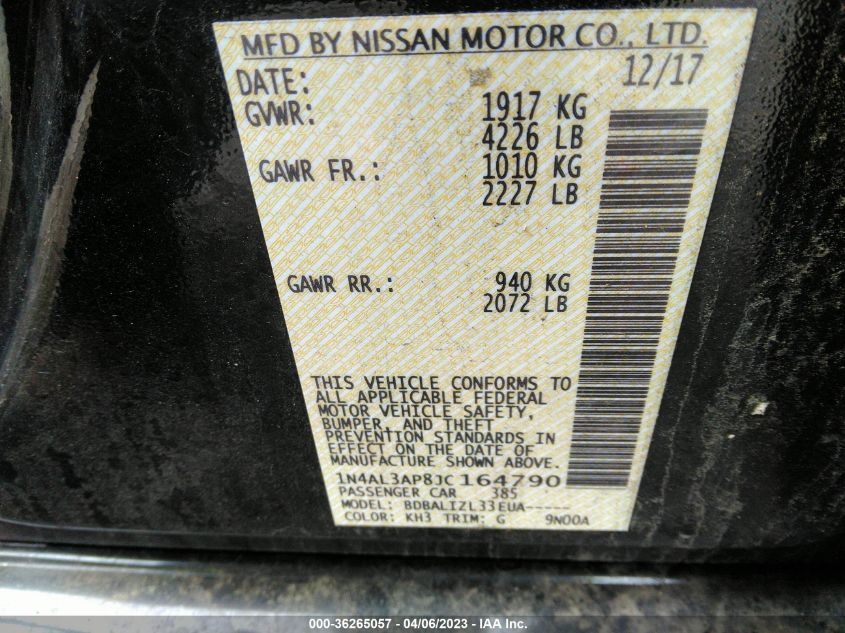 MFD BY NISSAN MOTOR CO., LTD.
DATE: 12/17
GVWR: 1917 KG
4226 LB
GAWR FR.: 1010 KG
2227 LB
GAWR RR.: 940 KG
2072 LB
THIS VEHICLE CONFORMS TO
ALL APPLICABLE FEDERAL
MOTOR VEHICLE SAFETY,
BUMPER, AND THEFT
PREVENTION STANDARDS IN
EFFECT ON THE DATE OF
MANUFACTURE SHOWN ABOVE.
1N4AL3AP8JC164790
PASSENGER CAR 385
MODEL: BDBALIZL33EUA-----
COLOR: KH3 TRIM: G 9N00A
000-36265057 - 04/06/2023 - IAA Inc.